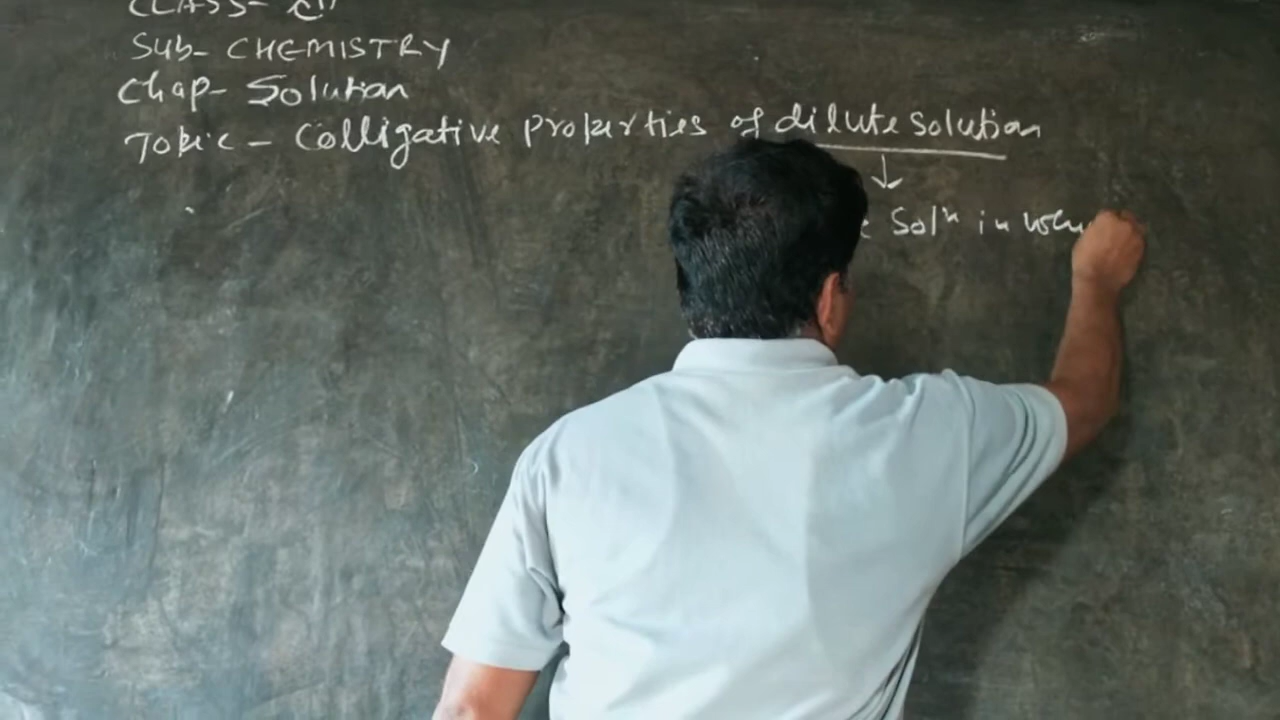 SUB- CHEMISTRY
Chap- Solution
Topic - Colligative properties of dilute solution
Solⁿ in